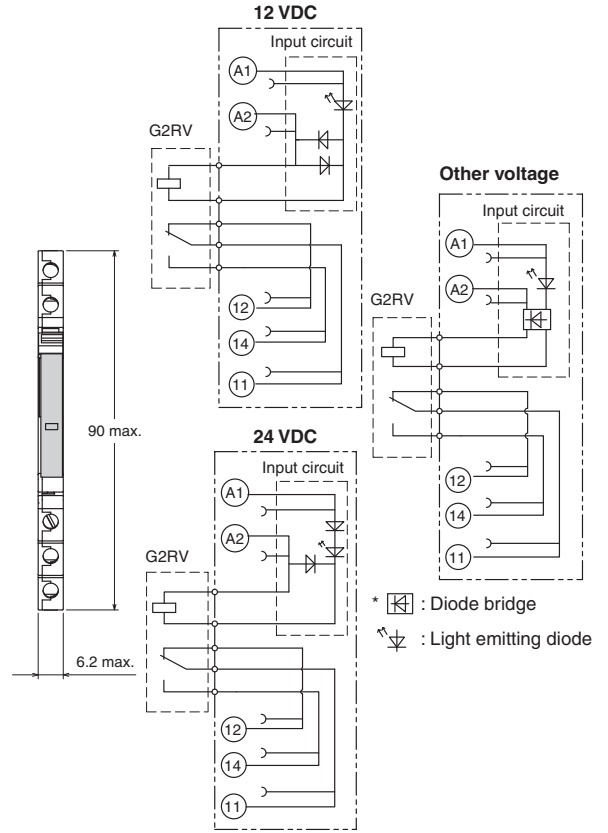 12 VDC
Input circuit
A1
A2
G2RV
12
14
11
Other voltage
Input circuit
A1
A2
G2RV
12
14
11
90 max.
6.2 max.
24 VDC
Input circuit
A1
A2
G2RV
12
14
11
* : Diode bridge
: Light emitting diode